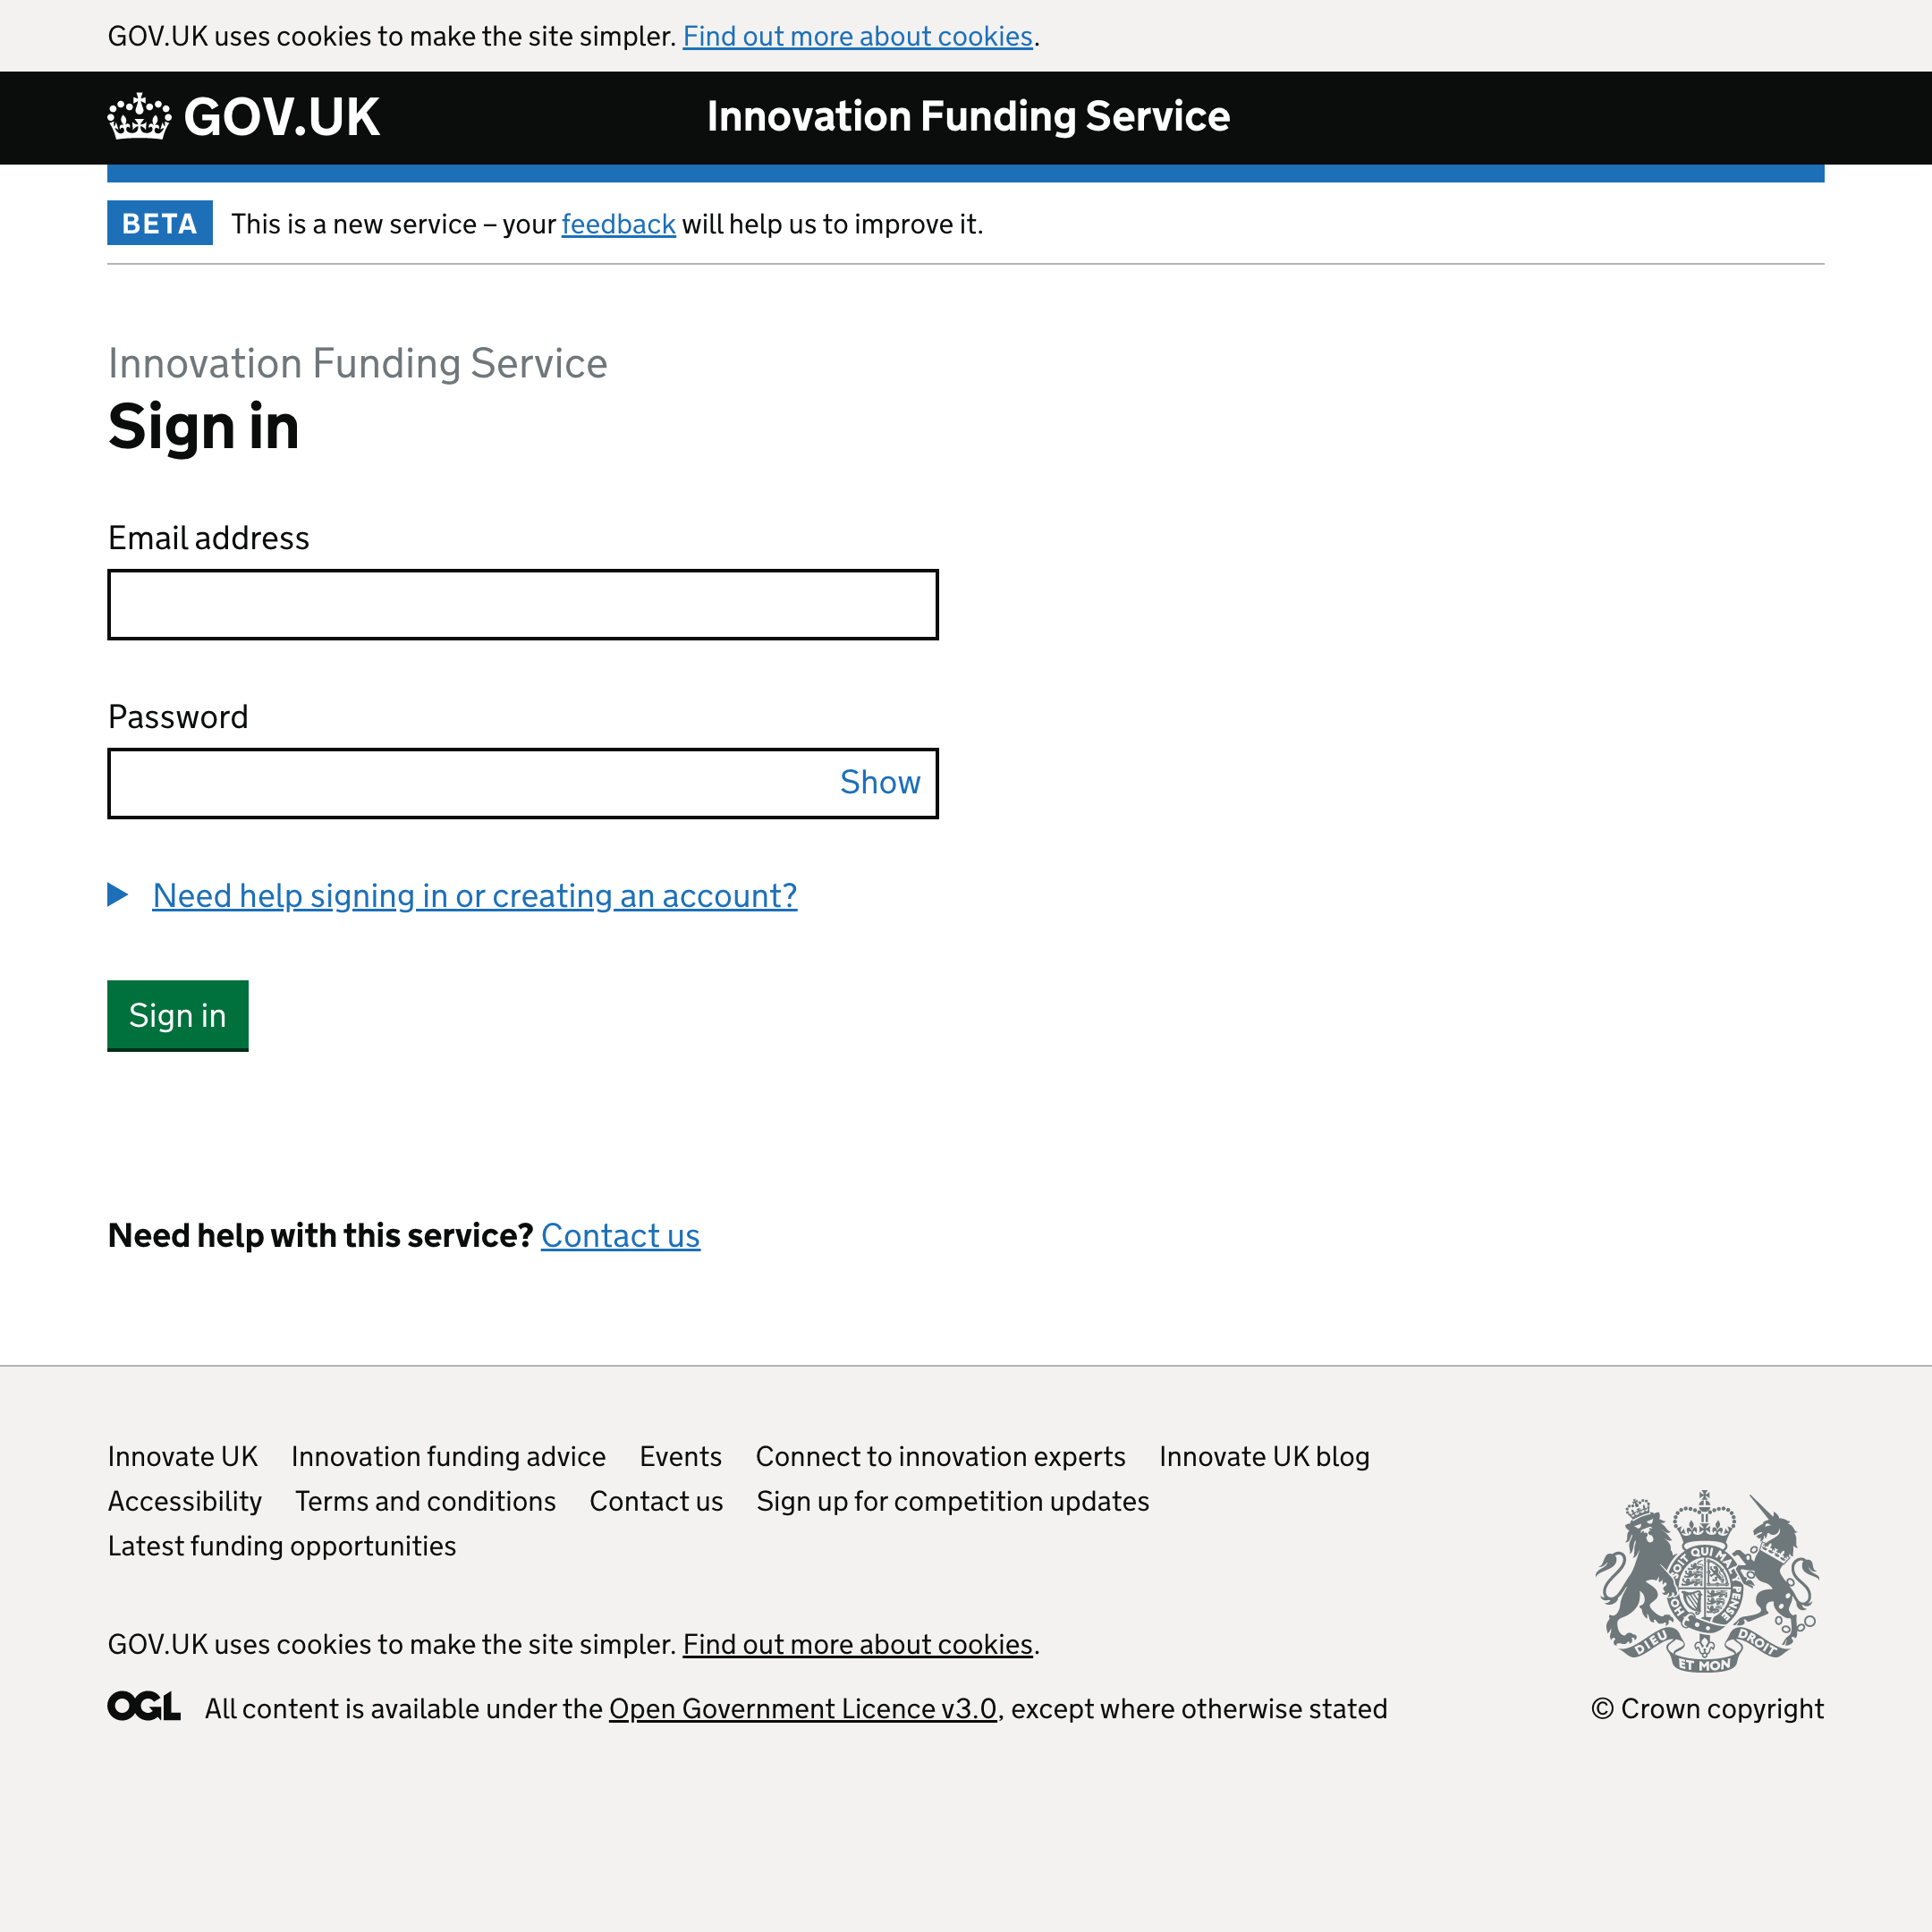 GOV.UK uses cookies to make the site simpler. Find out more about cookies.
GOV.UK
Innovation Funding Service
BETA This is a new service – your feedback will help us to improve it.
Innovation Funding Service
Sign in
Email address
Password
Show
Need help signing in or creating an account?
Sign in
Need help with this service? Contact us
Innovate UK Innovation funding advice Events Connect to innovation experts Innovate UK blog
Accessibility Terms and conditions Contact us Sign up for competition updates
Latest funding opportunities
GOV.UK uses cookies to make the site simpler. Find out more about cookies.
OGL All content is available under the Open Government Licence v3.0, except where otherwise stated
DIEU ET MON DROIT
© Crown copyright